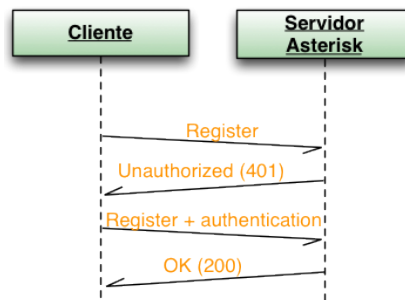 Cliente
Servidor
Asterisk
Register
Unauthorized (401)
Register + authentication
OK (200)